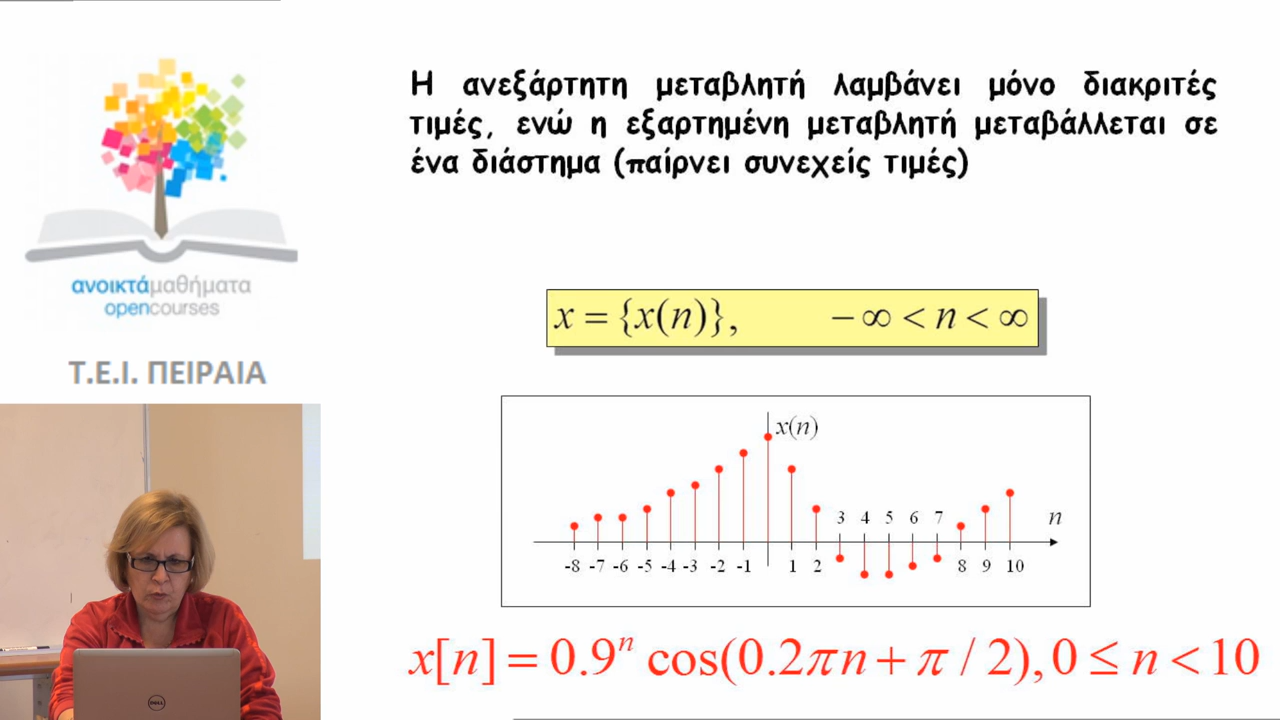 Η ανεξάρτητη μεταβλητή λαμβάνει μόνο διακριτές
τιμές, ενώ η εξαρτημένη μεταβλητή μεταβάλλεται σε
ένα διάστημα (παίρνει συνεχείς τιμές)
ανοικτάμαθήματα
opencourses
Τ.Ε.Ι. ΠΕΙΡΑΙΑ
x = {x(n)}, − ∞ < n < ∞
x(n)
3 4 5 6 7 n
-8 -7 -6 -5 -4 -3 -2 -1 1 2 8 9 10
x[n] = 0.9ⁿ cos(0.2πn + π / 2), 0 ≤ n < 10
DELL